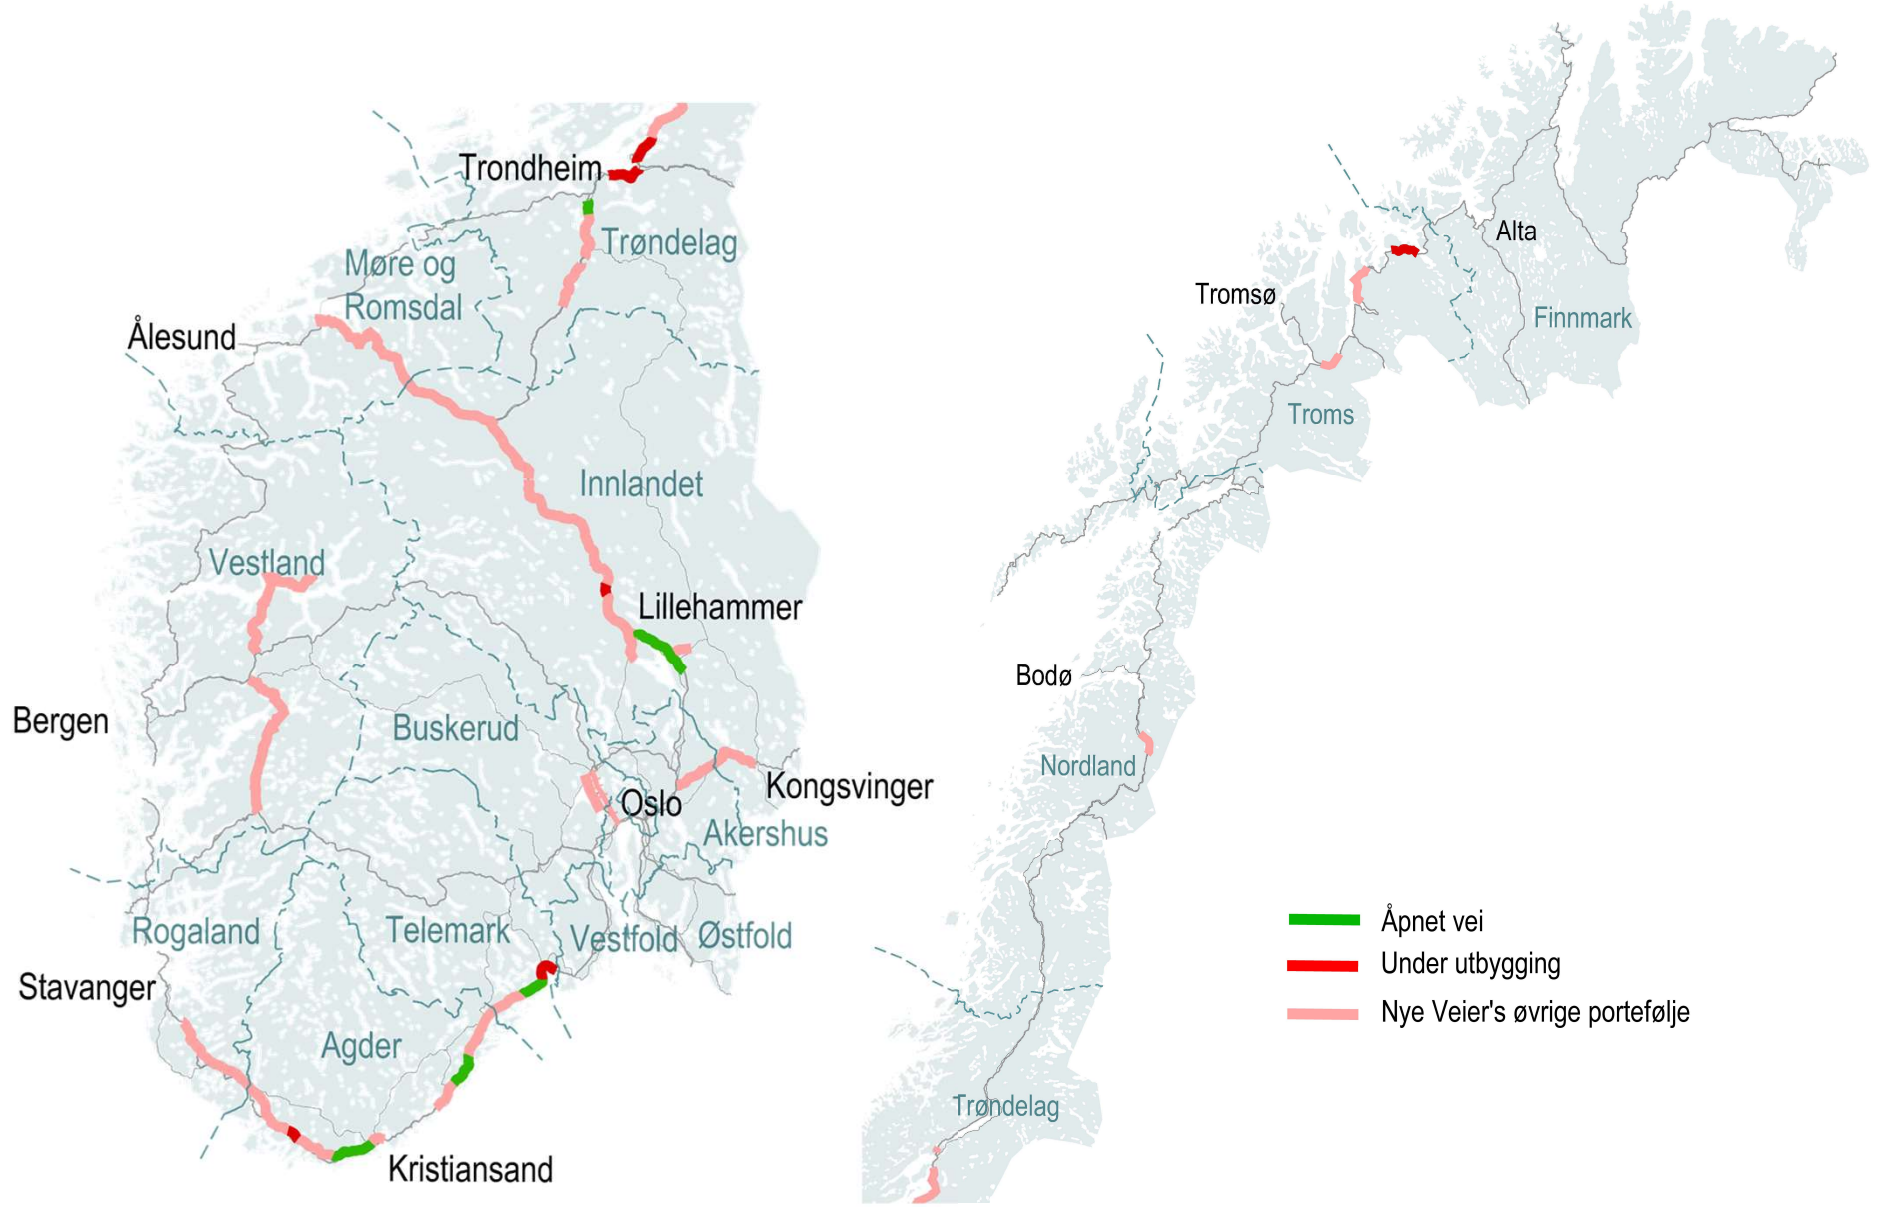 Trondheim
Trøndelag
Møre og
Romsdal
Ålesund
Innlandet
Vestland
Lillehammer
Bergen
Buskerud
Kongsvinger
Oslo
Akershus
Rogaland
Telemark
Vestfold
Østfold
Stavanger
Agder
Kristiansand
Alta
Tromsø
Finnmark
Troms
Bodø
Nordland
Trøndelag
Åpnet vei
Under utbygging
Nye Veier's øvrige portefølje